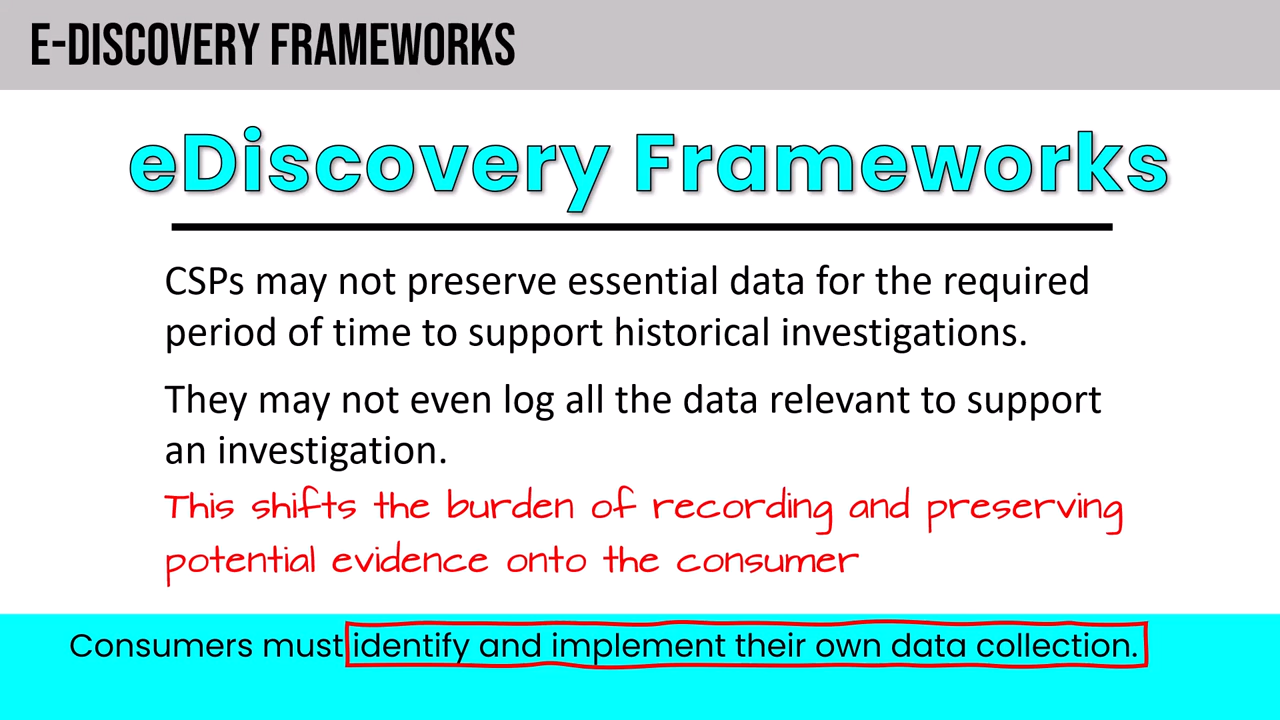 E-DISCOVERY FRAMEWORKS
eDiscovery Frameworks
CSPs may not preserve essential data for the required
period of time to support historical investigations.
They may not even log all the data relevant to support
an investigation.
This shifts the burden of recording and preserving
potential evidence onto the consumer
Consumers must identify and implement their own data collection.